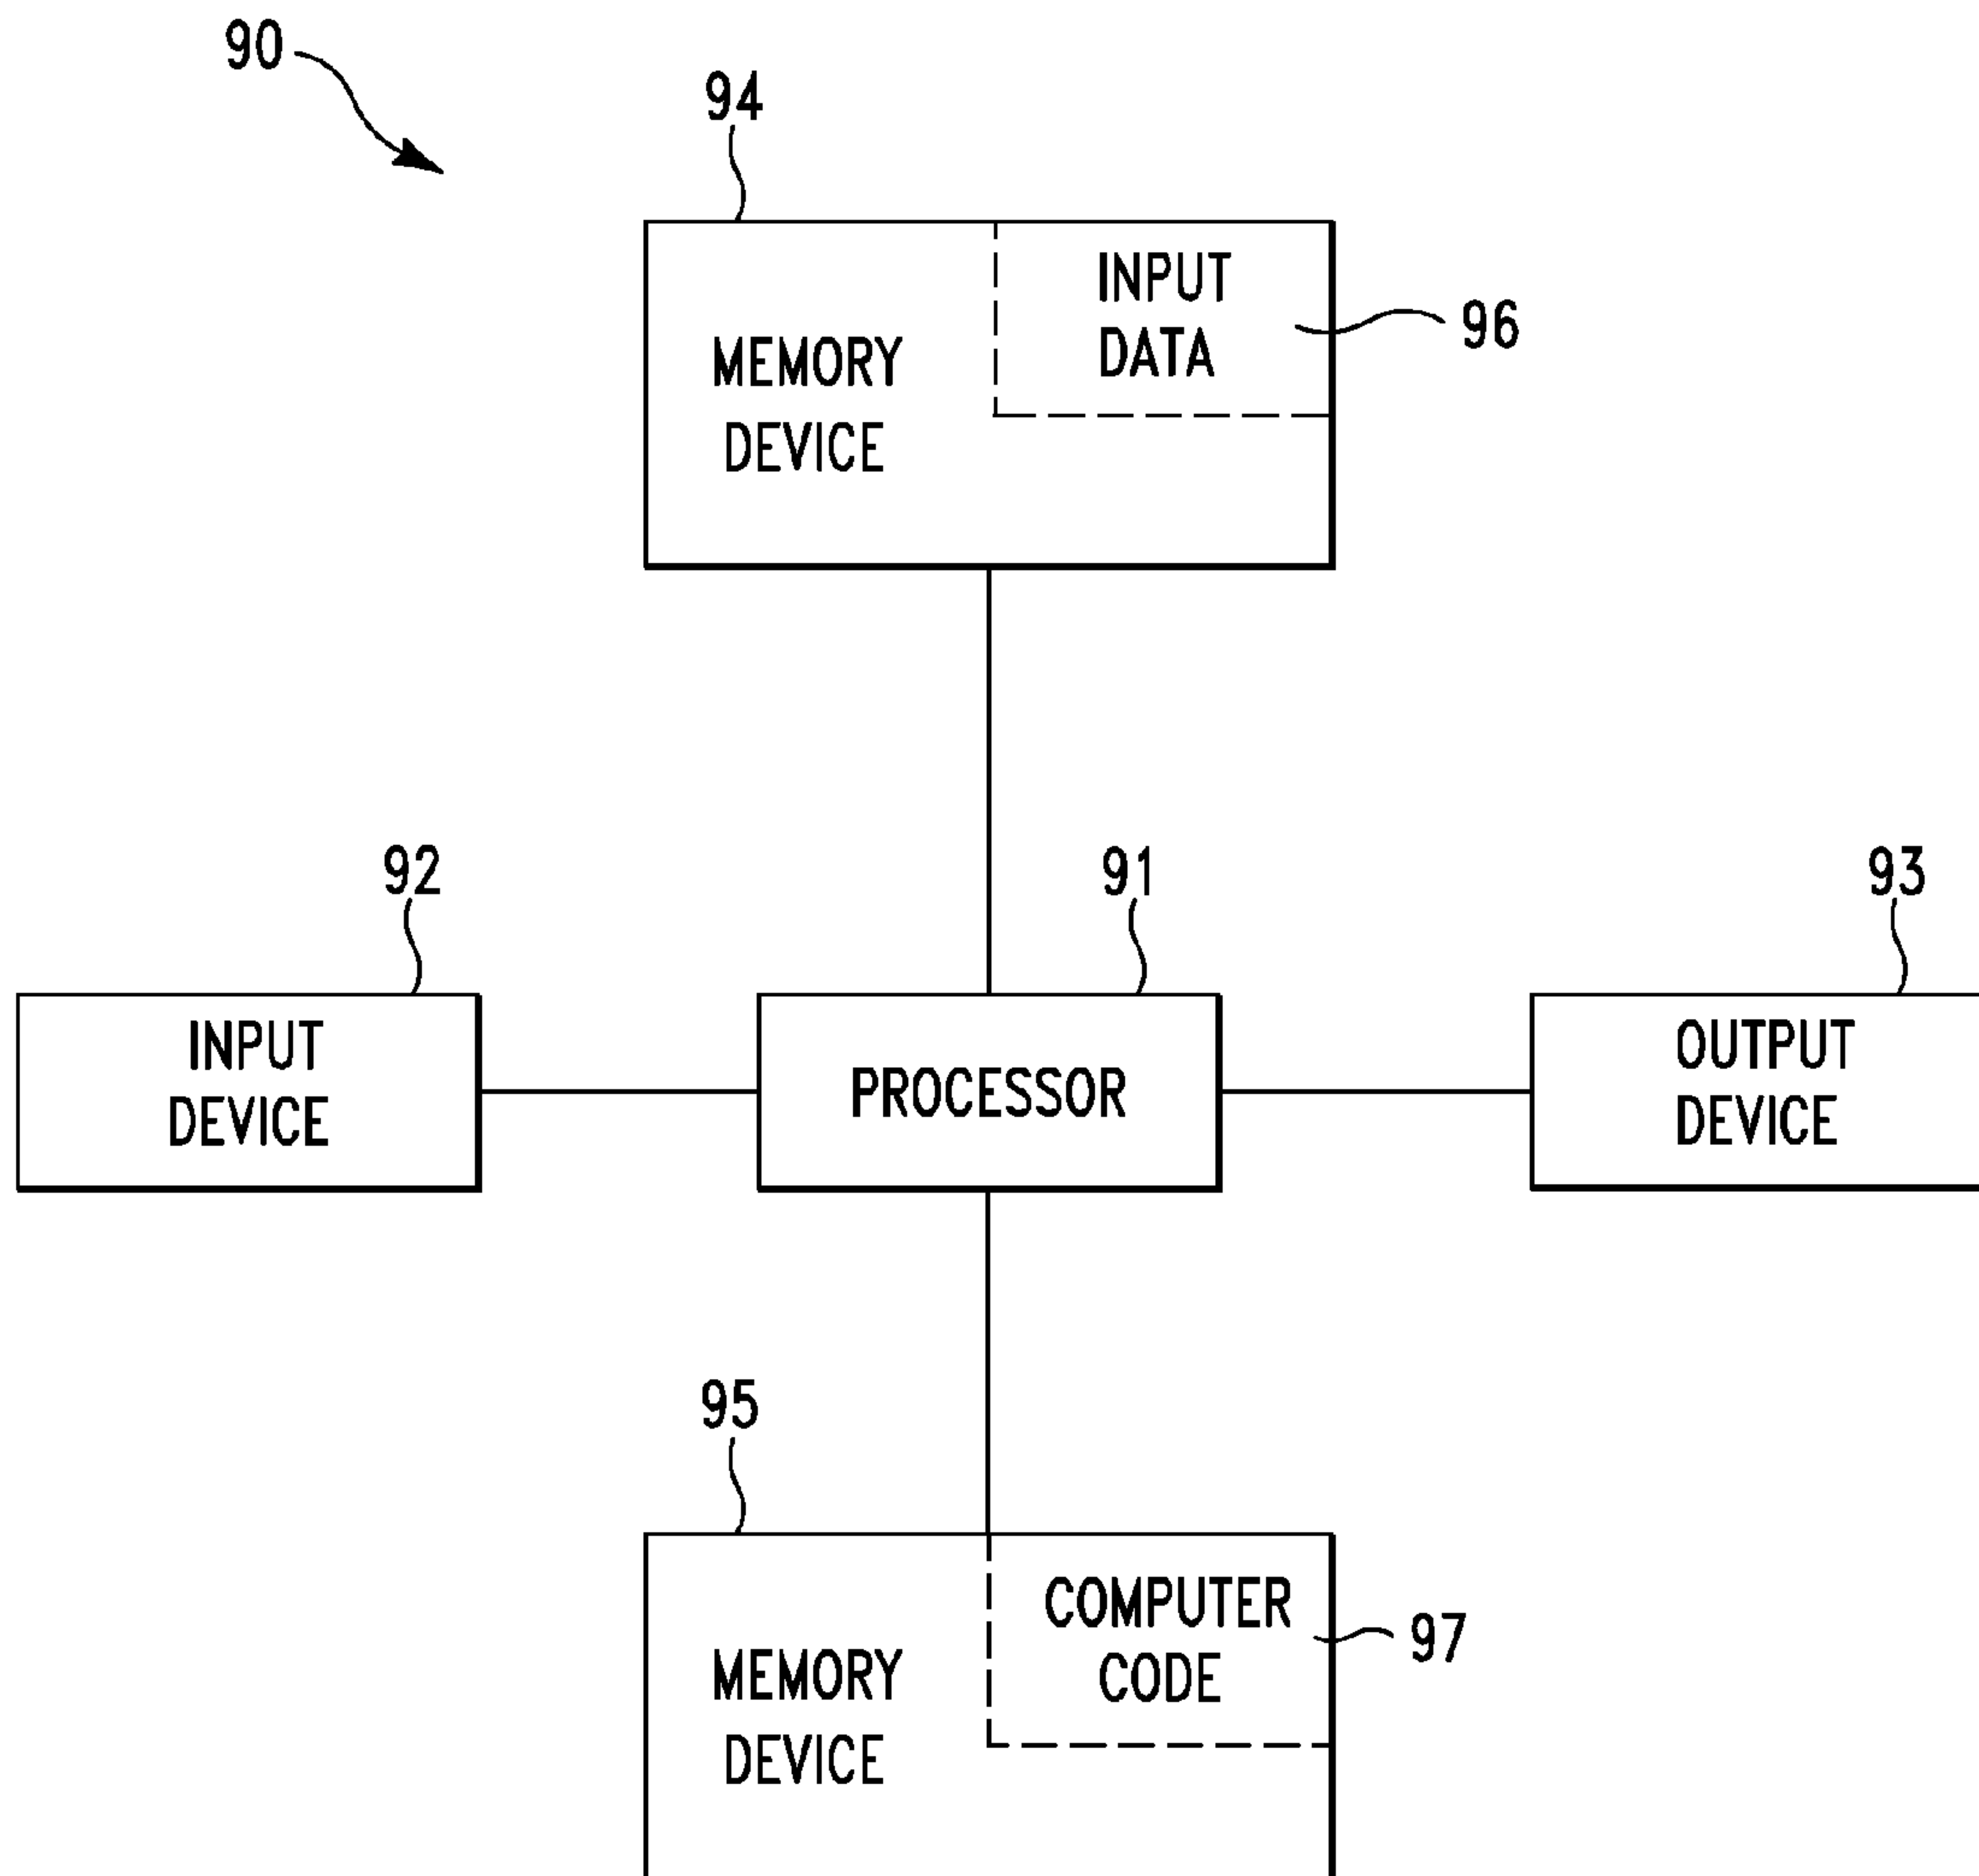 90
94
INPUT
DATA
96
MEMORY
DEVICE
92
91
93
INPUT
DEVICE
PROCESSOR
OUTPUT
DEVICE
95
COMPUTER
CODE
97
MEMORY
DEVICE